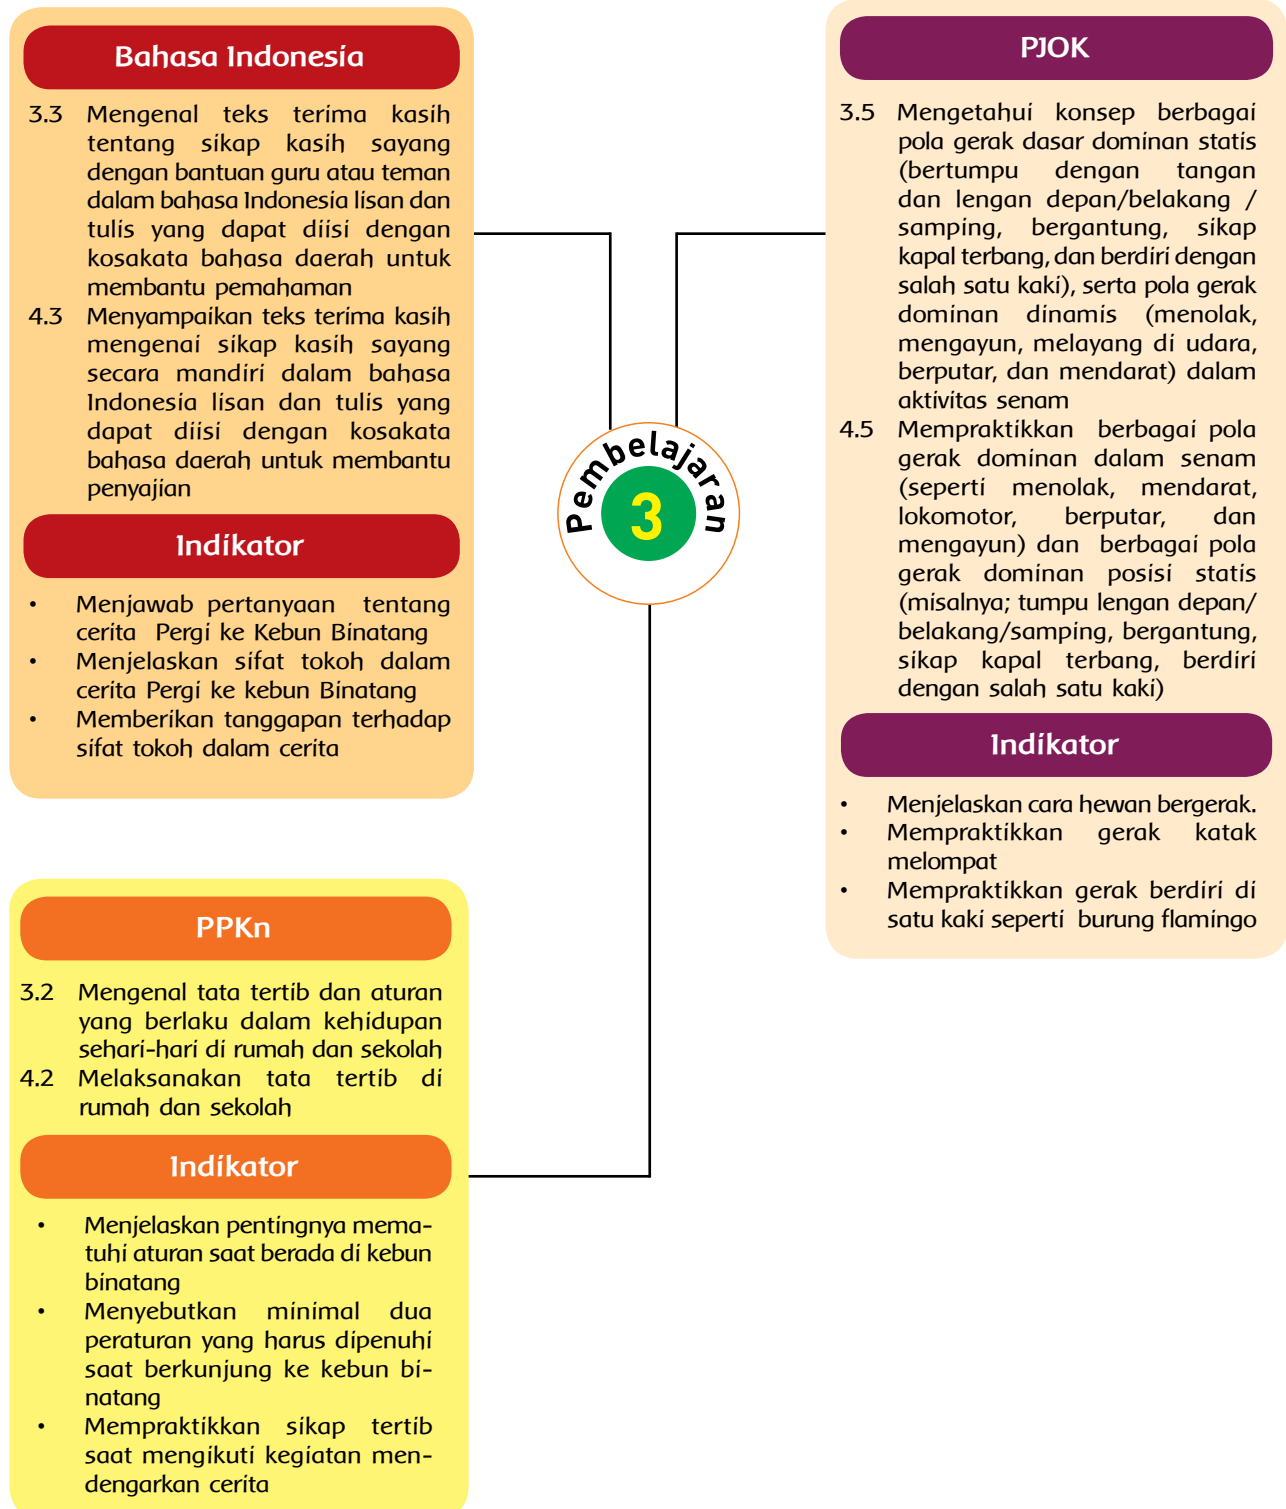 Bahasa Indonesia
3.3 Mengenal teks terima kasih
tentang sikap kasih sayang
dengan bantuan guru atau teman
dalam bahasa Indonesia lisan dan
tulis yang dapat diisi dengan
kosakata bahasa daerah untuk
membantu pemahaman
4.3 Menyampaikan teks terima kasih
mengenai sikap kasih sayang
secara mandiri dalam bahasa
Indonesia lisan dan tulis yang
dapat diisi dengan kosakata
bahasa daerah untuk membantu
penyajian
Indikator
• Menjawab pertanyaan tentang
cerita Pergi ke Kebun Binatang
• Menjelaskan sifat tokoh dalam
cerita Pergi ke kebun Binatang
• Memberikan tanggapan terhadap
sifat tokoh dalam cerita
PJOK
3.5 Mengetahui konsep berbagai
pola gerak dasar dominan statis
(bertumpu dengan tangan
dan lengan depan/belakang /
samping, bergantung, sikap
kapal terbang, dan berdiri dengan
salah satu kaki), serta pola gerak
dominan dinamis (menolak,
mengayun, melayang di udara,
berputar, dan mendarat) dalam
aktivitas senam
4.5 Mempraktikkan berbagai pola
gerak dominan dalam senam
(seperti menolak, mendarat,
lokomotor, berputar, dan
mengayun) dan berbagai pola
gerak dominan posisi statis
(misalnya; tumpu lengan depan/
belakang/samping, bergantung,
sikap kapal terbang, berdiri
dengan salah satu kaki)
Indikator
• Menjelaskan cara hewan bergerak.
• Mempraktikkan gerak katak
melompat
• Mempraktikkan gerak berdiri di
satu kaki seperti burung flamingo
Pembelajaran
3
PPKn
3.2 Mengenal tata tertib dan aturan
yang berlaku dalam kehidupan
sehari-hari di rumah dan sekolah
4.2 Melaksanakan tata tertib di
rumah dan sekolah
Indikator
• Menjelaskan pentingnya mema-
tuhi aturan saat berada di kebun
binatang
• Menyebutkan minimal dua
peraturan yang harus dipenuhi
saat berkunjung ke kebun bi-
natang
• Mempraktikkan sikap tertib
saat mengikuti kegiatan men-
dengarkan cerita